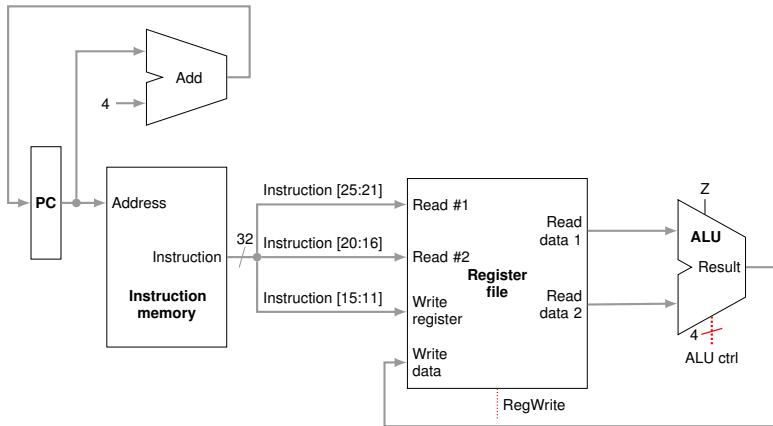 Add
4
PC
Address
Instruction
Instruction
memory
32
Instruction [25:21]
Instruction [20:16]
Instruction [15:11]
Read #1
Read #2
Write
register
Write
data
Register
file
Read
data 1
Read
data 2
RegWrite
Z
ALU
Result
4
ALU ctrl